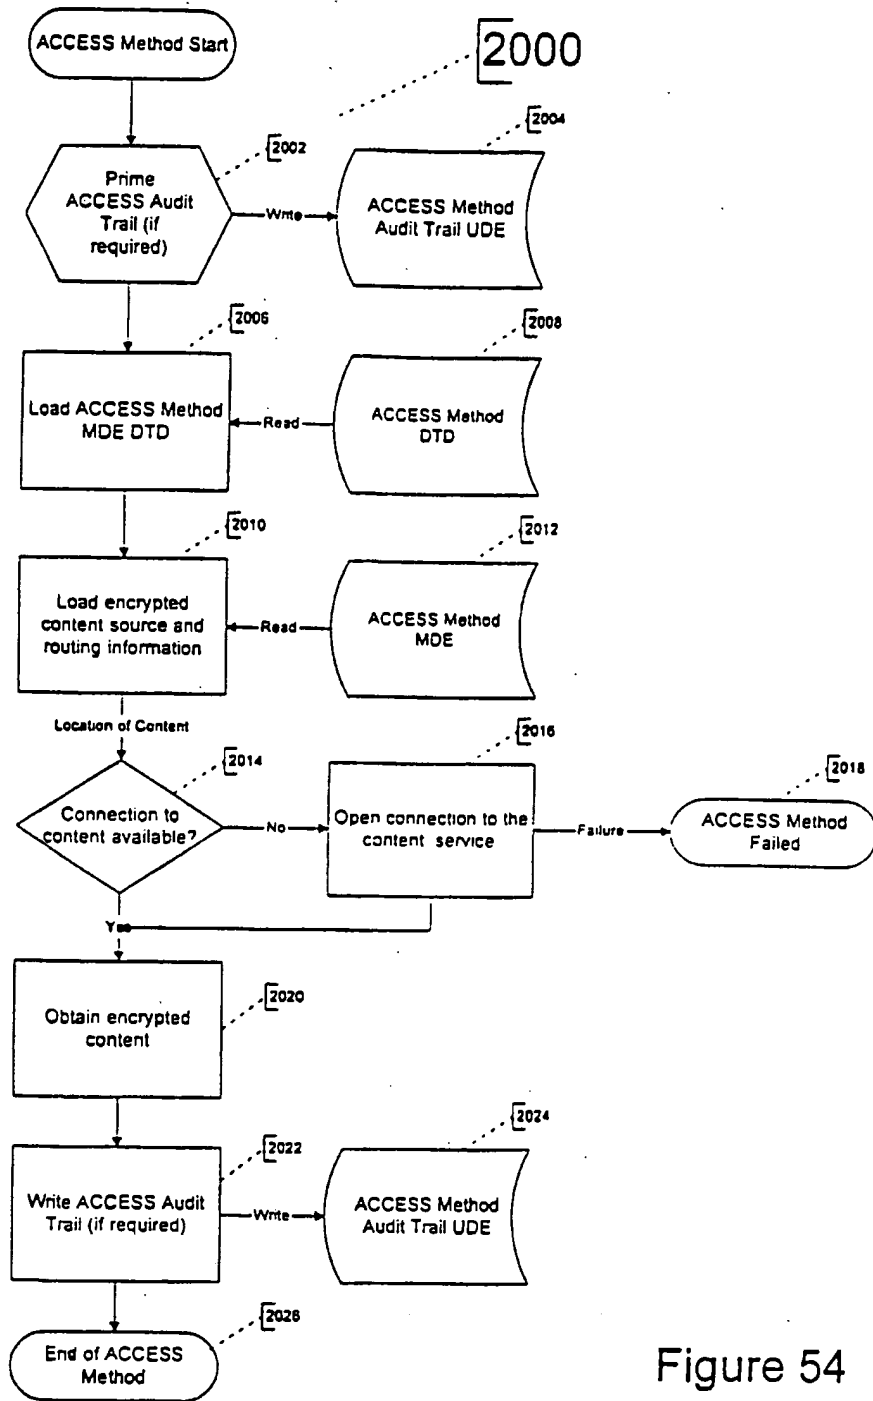 ACCESS Method Start
2000
2002
2004
Prime
ACCESS Audit
Trail (if
required)
Write
ACCESS Method
Audit Trail UDE
2006
2008
Load ACCESS Method
MDE DTD
Read
ACCESS Method
DTD
2010
2012
Load encrypted
content source and
routing information
Read
ACCESS Method
MDE
Location of Content
2014
2016
2018
Connection to
content available?
No
Open connection to the
content service
Failure
ACCESS Method
Failed
Yes
2020
Obtain encrypted
content
2022
2024
Write ACCESS Audit
Trail (if required)
Write
ACCESS Method
Audit Trail UDE
2026
End of ACCESS
Method
Figure 54